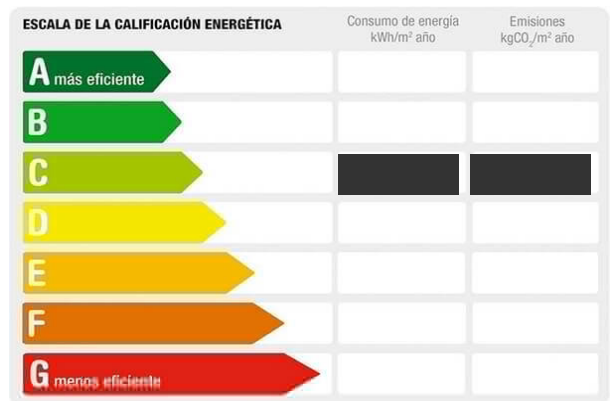 ESCALA DE LA CALIFICACIÓN ENERGÉTICA
Consumo de energía
kWh/m² año
Emisiones
kgCO₂/m² año
A más eficiente
B
C
D
E
F
G menos eficiente